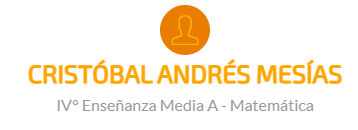 CRISTÓBAL ANDRÉS MESÍAS
IV° Enseñanza Media A - Matemática